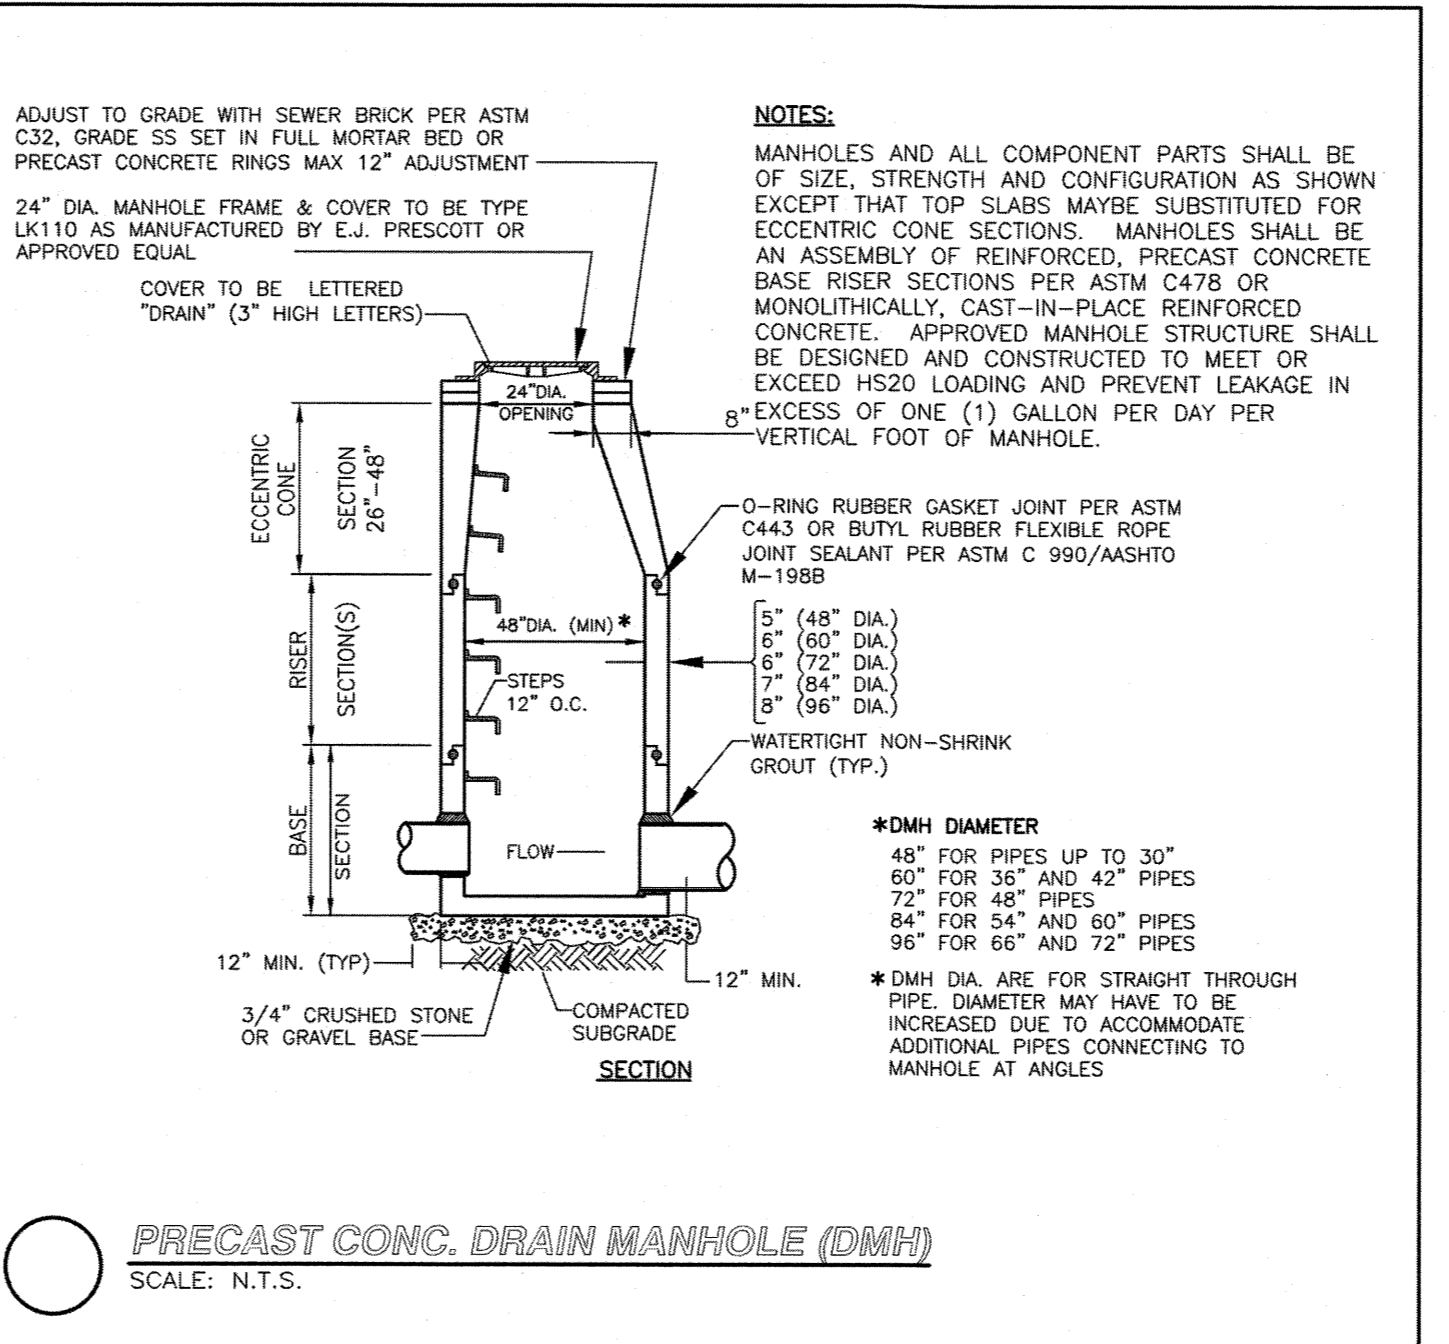 ADJUST TO GRADE WITH SEWER BRICK PER ASTM
C32, GRADE SS SET IN FULL MORTAR BED OR
PRECAST CONCRETE RINGS MAX 12" ADJUSTMENT
24" DIA. MANHOLE FRAME & COVER TO BE TYPE
LK110 AS MANUFACTURED BY E.J. PRESCOTT OR
APPROVED EQUAL
COVER TO BE LETTERED
"DRAIN" (3" HIGH LETTERS)
NOTES:
MANHOLES AND ALL COMPONENT PARTS SHALL BE
OF SIZE, STRENGTH AND CONFIGURATION AS SHOWN
EXCEPT THAT TOP SLABS MAYBE SUBSTITUTED FOR
ECCENTRIC CONE SECTIONS. MANHOLES SHALL BE
AN ASSEMBLY OF REINFORCED, PRECAST CONCRETE
BASE RISER SECTIONS PER ASTM C478 OR
MONOLITHICALLY, CAST-IN-PLACE REINFORCED
CONCRETE. APPROVED MANHOLE STRUCTURE SHALL
BE DESIGNED AND CONSTRUCTED TO MEET OR
EXCEED HS20 LOADING AND PREVENT LEAKAGE IN
EXCESS OF ONE (1) GALLON PER DAY PER
VERTICAL FOOT OF MANHOLE.
24"DIA.
OPENING
8"
ECCENTRIC
CONE
SECTION
26"-48"
O-RING RUBBER GASKET JOINT PER ASTM
C443 OR BUTYL RUBBER FLEXIBLE ROPE
JOINT SEALANT PER ASTM C 990/AASHTO
M-198B
RISER
SECTION(S)
48"DIA. (MIN) *
5" (48" DIA.)
6" (60" DIA.)
6" (72" DIA.)
7" (84" DIA.)
8" (96" DIA.)
STEPS
12" O.C.
WATERTIGHT NON-SHRINK
GROUT (TYP.)
BASE
SECTION
FLOW
*DMH DIAMETER
48" FOR PIPES UP TO 30"
60" FOR 36" AND 42" PIPES
72" FOR 48" PIPES
84" FOR 54" AND 60" PIPES
96" FOR 66" AND 72" PIPES
12" MIN. (TYP)
12" MIN.
* DMH DIA. ARE FOR STRAIGHT THROUGH
PIPE. DIAMETER MAY HAVE TO BE
INCREASED DUE TO ACCOMMODATE
ADDITIONAL PIPES CONNECTING TO
MANHOLE AT ANGLES
3/4" CRUSHED STONE
OR GRAVEL BASE
COMPACTED
SUBGRADE
SECTION
PRECAST CONC. DRAIN MANHOLE (DMH)
SCALE: N.T.S.